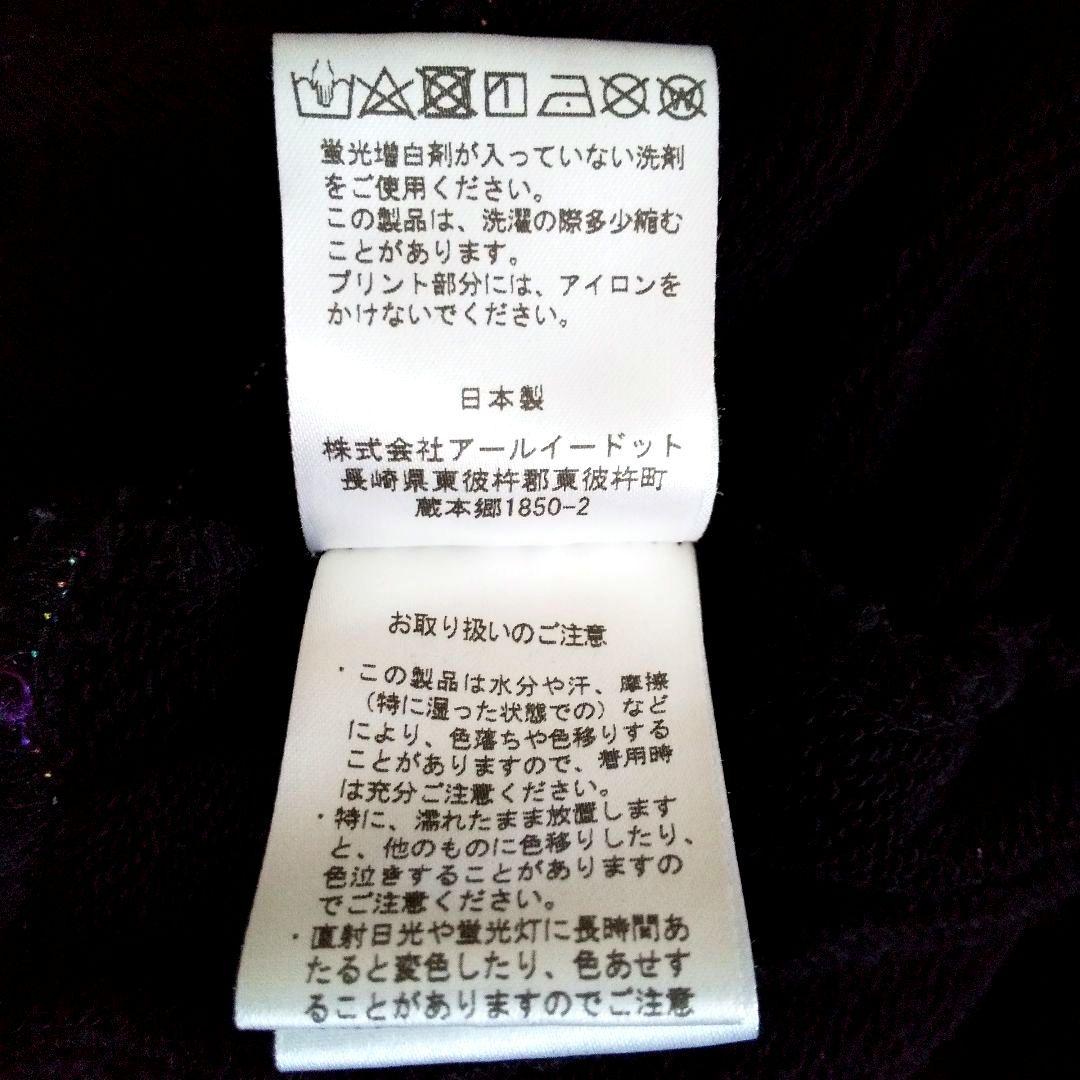 蛍光増白剤が入っていない洗剤
をご使用ください。
この製品は、洗濯の際多少縮む
ことがあります。
プリント部分には、アイロンを
かけないでください。
日本製
株式会社アールイードット
長崎県東彼杵郡東彼杵町
蔵本郷1850-2
お取り扱いのご注意
・この製品は水分や汗、摩擦
（特に湿った状態での）など
により、色落ちや色移りする
ことがありますので、着用時
は充分ご注意ください。
・特に、濡れたまま放置します
と、他のものに色移りしたり、
色泣きすることがありますの
でご注意ください。
・直射日光や蛍光灯に長時間あ
たると変色したり、色あせす
ることがありますのでご注意